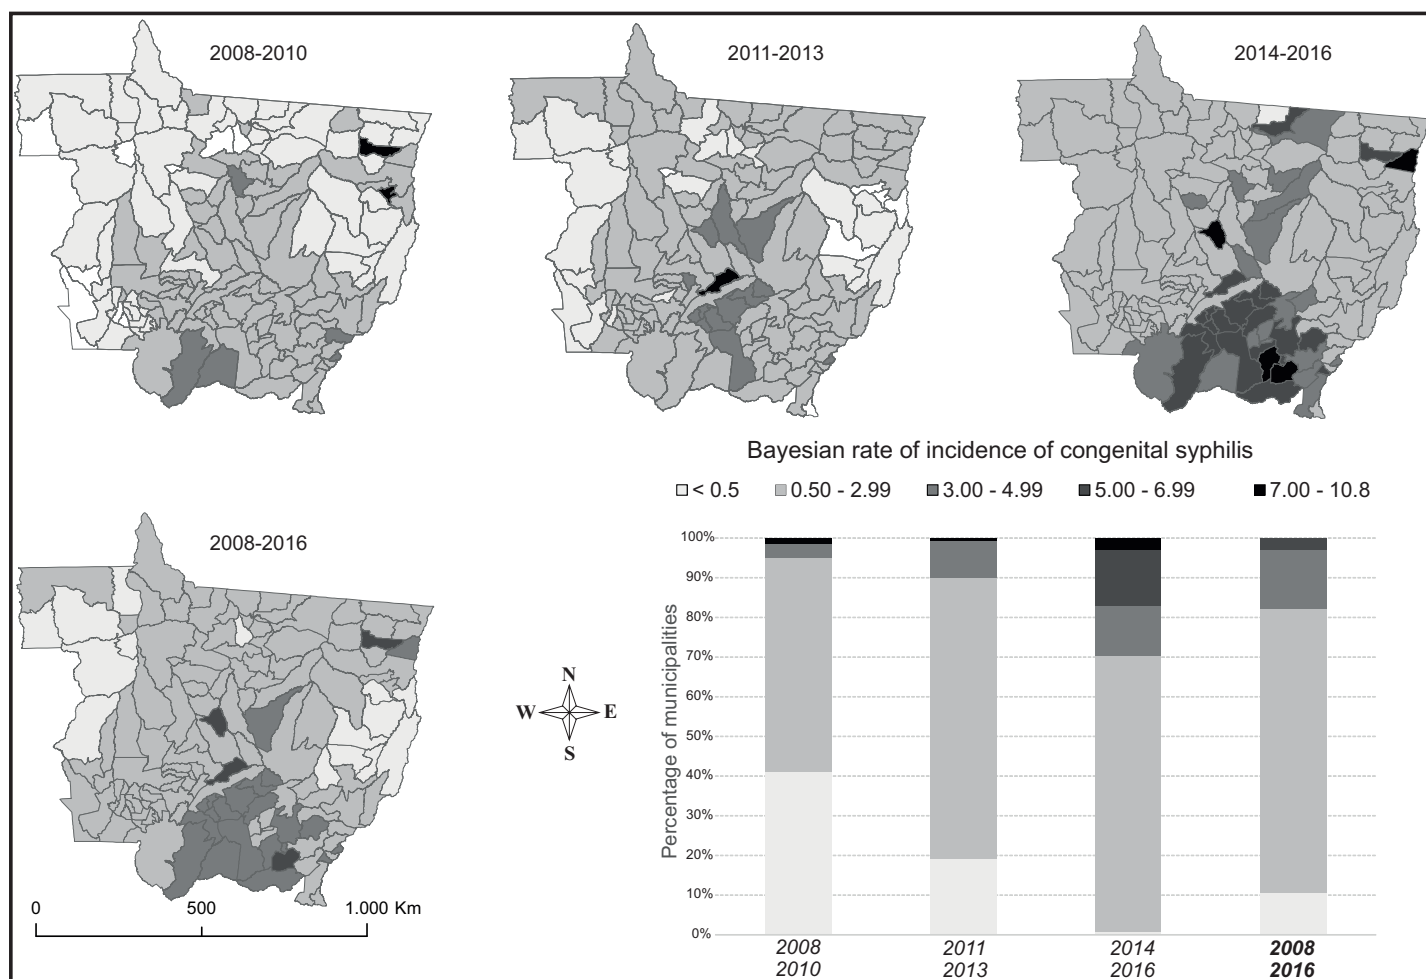 2008-2010
2011-2013
2014-2016
2008-2016
Bayesian rate of incidence of congenital syphilis
< 0.5
0.50 - 2.99
3.00 - 4.99
5.00 - 6.99
7.00 - 10.8
N
W E
S
0 500 1.000 Km
Percentage of municipalities
100%
90%
80%
70%
60%
50%
40%
30%
20%
10%
0%
2008
2010
2011
2013
2014
2016
2008
2016